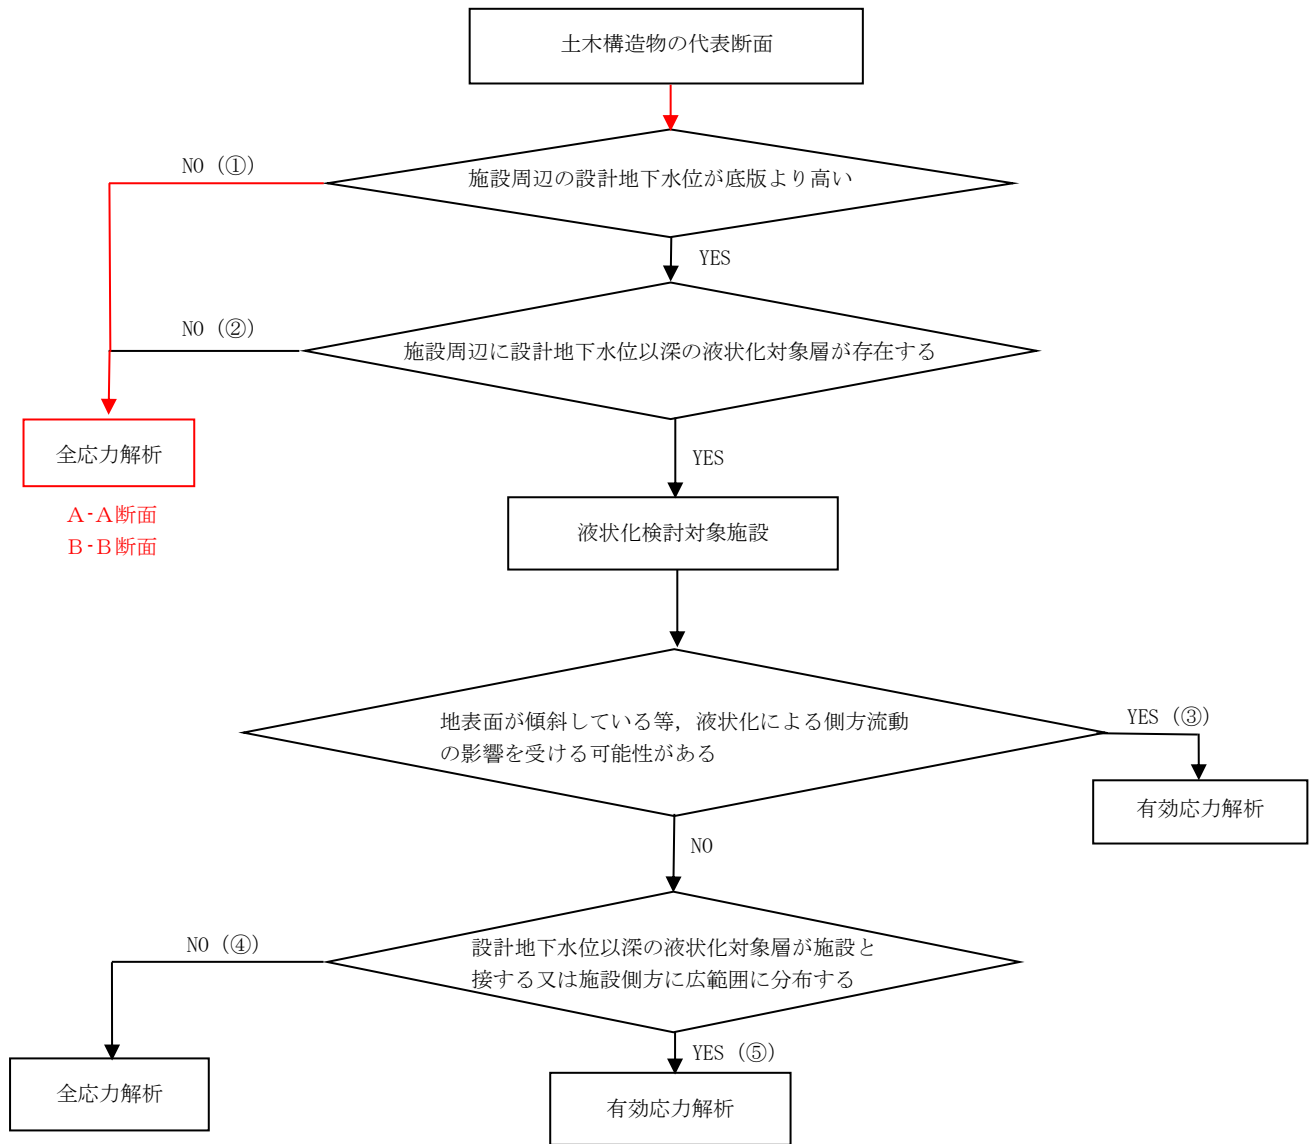 土木構造物の代表断面
NO (①)
施設周辺の設計地下水位が底版より高い
YES
NO (②)
施設周辺に設計地下水位以深の液状化対象層が存在する
全応力解析
YES
A-A断面
B-B断面
液状化検討対象施設
地表面が傾斜している等，液状化による側方流動
の影響を受ける可能性がある
YES (③)
有効応力解析
NO
NO (④)
設計地下水位以深の液状化対象層が施設と
接する又は施設側方に広範囲に分布する
YES (⑤)
全応力解析
有効応力解析